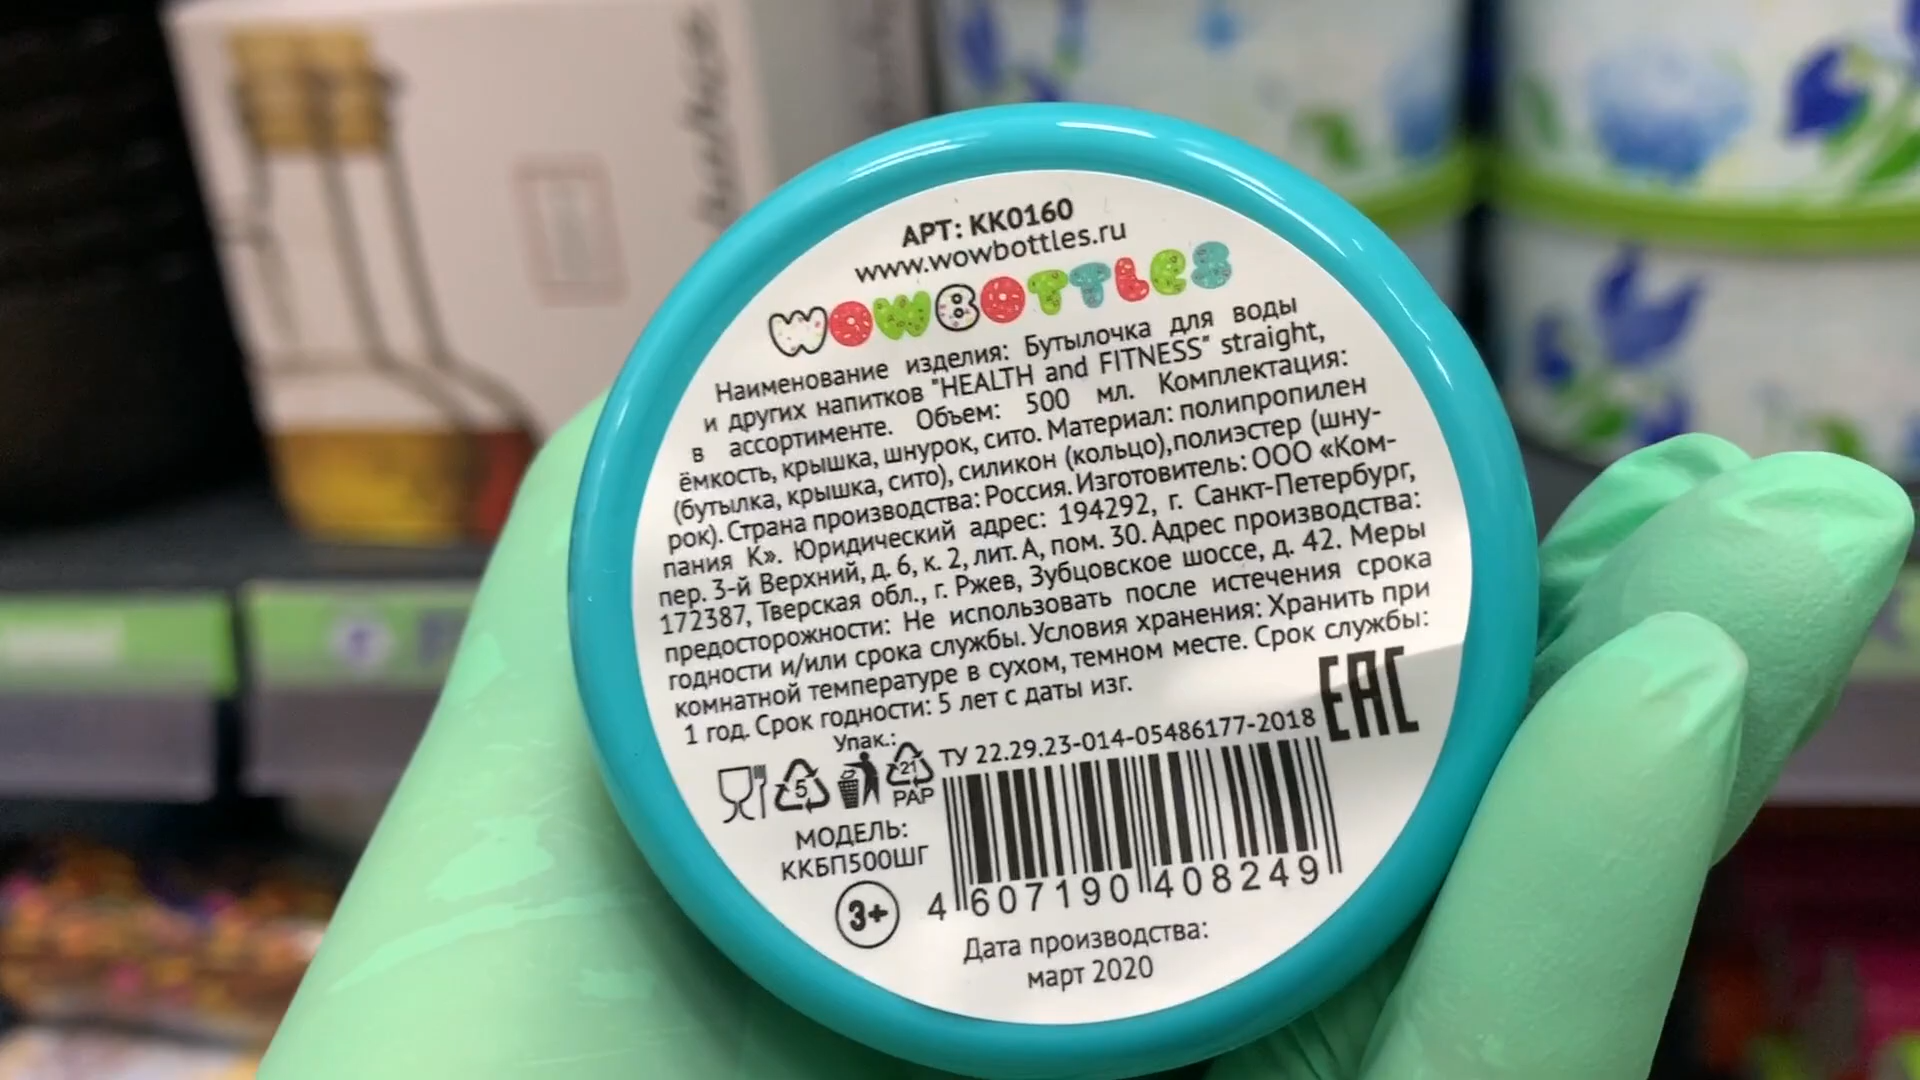 АРТ: КК0160
www.wowbottles.ru
WOWBOTTLES
Наименование изделия: Бутылочка для воды
и других напитков "HEALTH and FITNESS" straight,
в ассортименте. Объем: 500 мл. Комплектация:
ёмкость, крышка, шнурок, сито. Материал: полипропилен
(бутылка, крышка, сито), силикон (кольцо),полиэстер (шну-
рок). Страна производства: Россия. Изготовитель: ООО «Ком-
пания К». Юридический адрес: 194292, г. Санкт-Петербург,
пер. 3-й Верхний, д. 6, к. 2, лит. А, пом. 30. Адрес производства:
172387, Тверская обл., г. Ржев, Зубцовское шоссе, д. 42. Меры
предосторожности: Не использовать после истечения срока
годности и/или срока службы. Условия хранения: Хранить при
комнатной температуре в сухом, темном месте. Срок службы:
1 год. Срок годности: 5 лет с даты изг.
EAC
Упак.:
ТУ 22.29.23-014-05486177-2018
5
21
PAP
МОДЕЛЬ:
ККБП500ШГ
3+
4 607190 408249
Дата производства:
март 2020